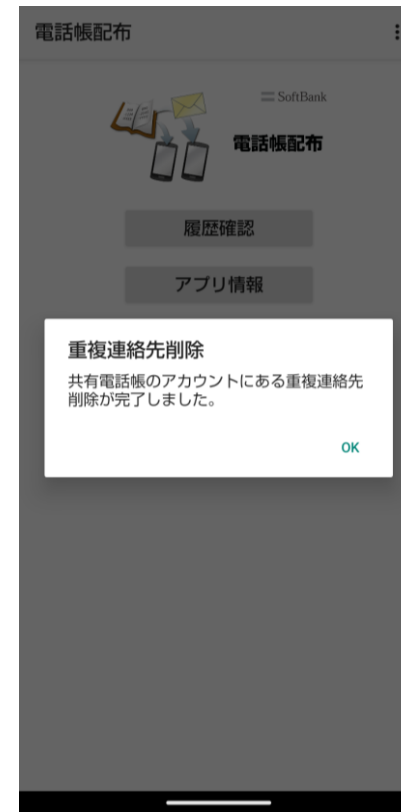 電話帳配布
SoftBank
電話帳配布
履歴確認
アプリ情報
重複連絡先削除
共有電話帳のアカウントにある重複連絡先
削除が完了しました。
OK